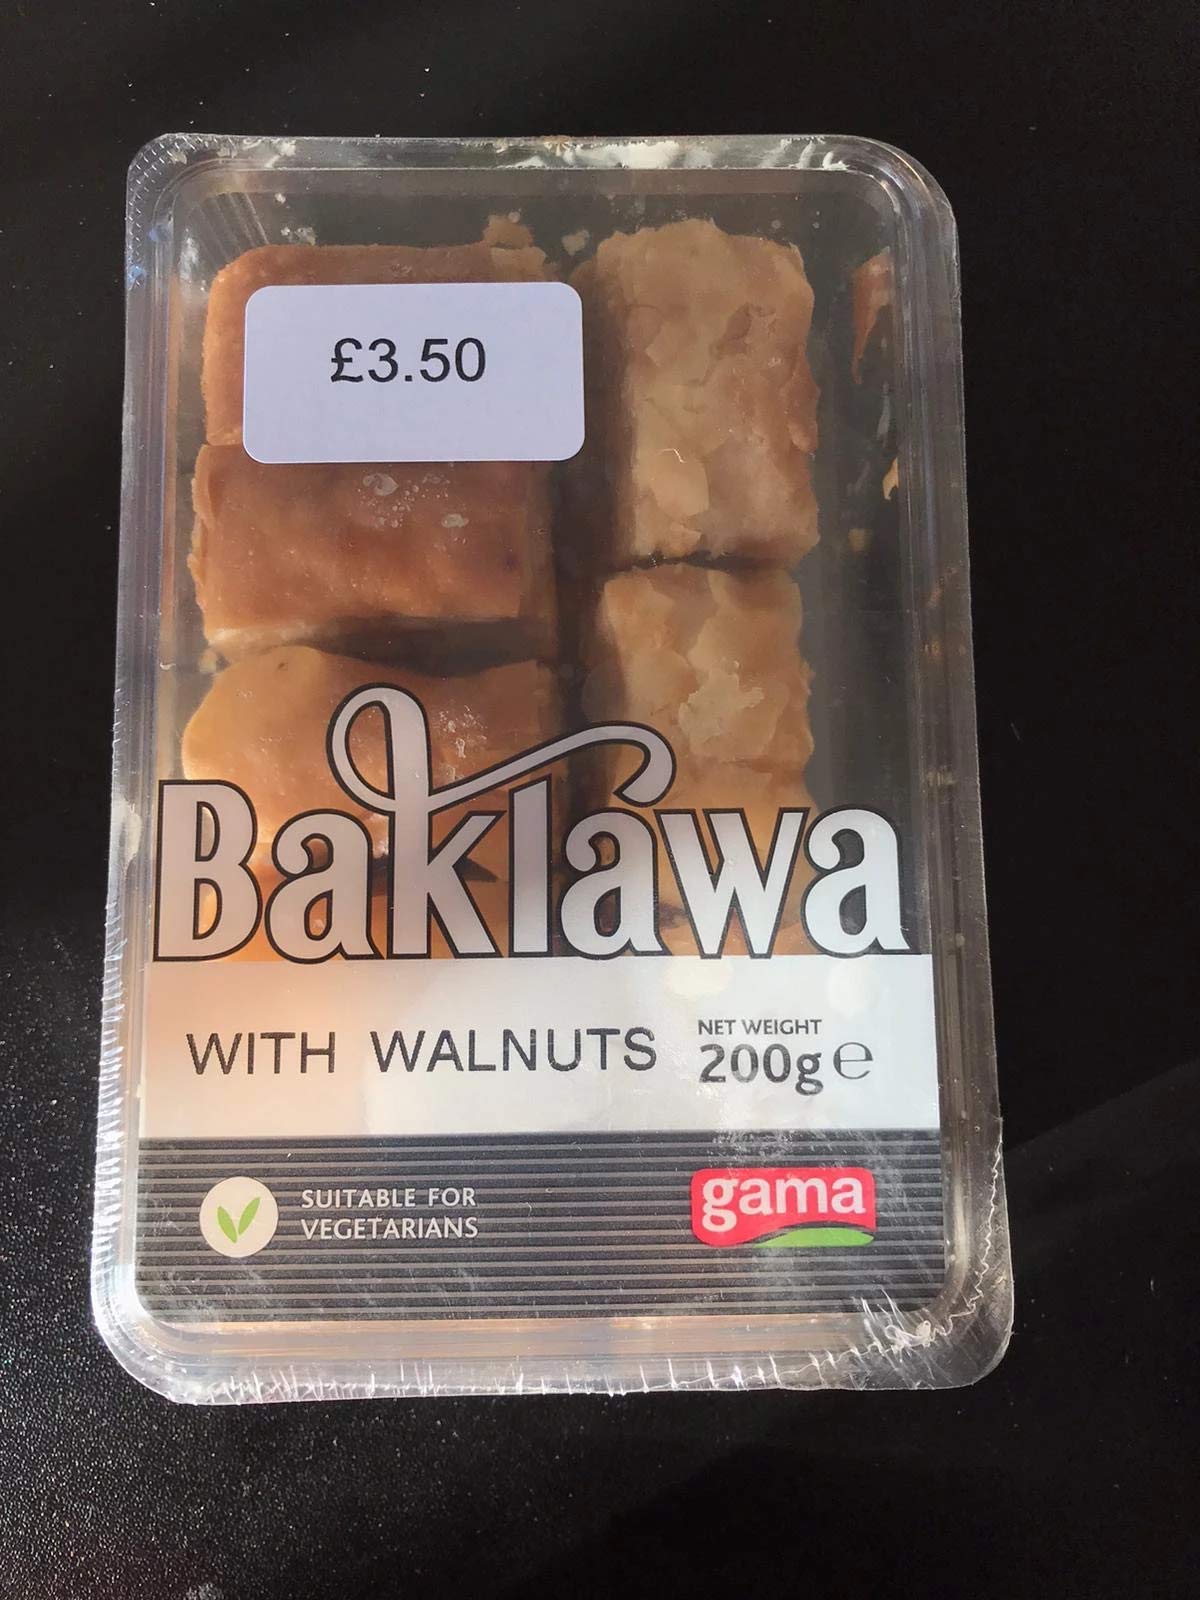 £3.50
Baklawa
WITH WALNUTS
NET WEIGHT
200g ℮
SUITABLE FOR
VEGETARIANS
gama